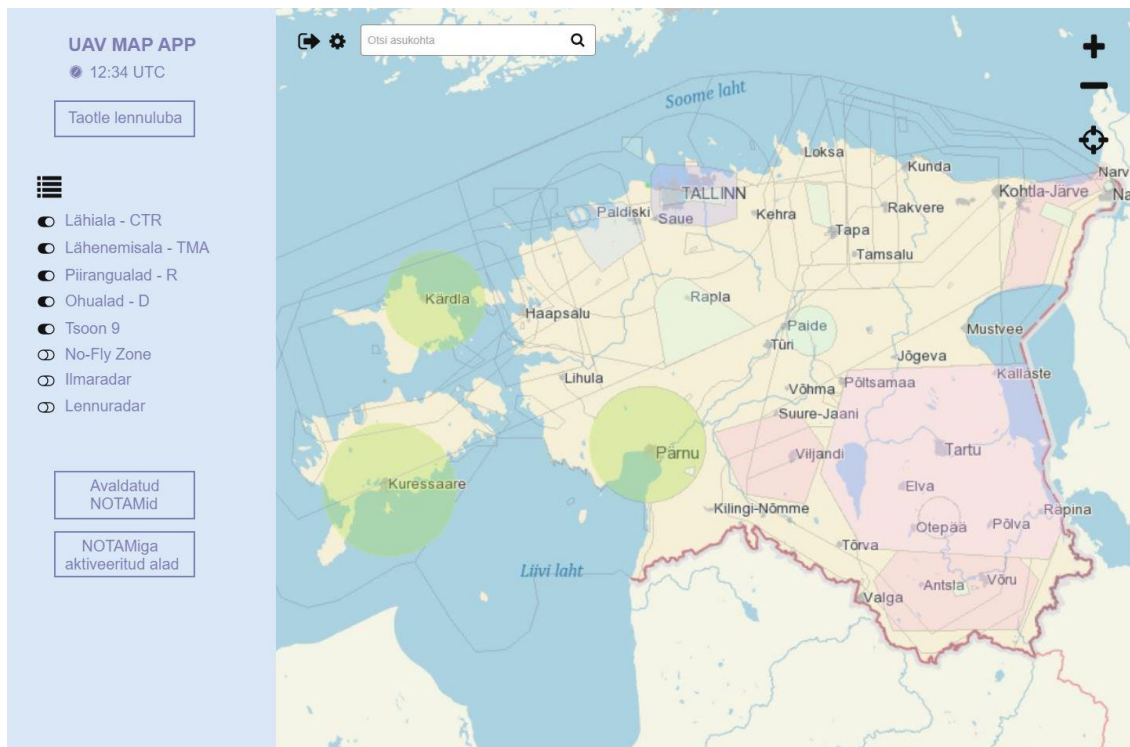 UAV MAP APP
12:34 UTC
Taotle lennuluba
Lähiala - CTR
Lähenemisala - TMA
Piirangualad - R
Ohualad - D
Tsoon 9
No-Fly Zone
Ilmaradar
Lennuradar
Avaldatud
NOTAMid
NOTAMiga
aktiveeritud alad
Otsi asukohta
Soome laht
Loksa
Kunda
Narv
TALLINN
Kohtla-Järve
Na
Paldiski
Saue
Kehra
Rakvere
Tapa
Tamsalu
Kärdla
Rapla
Haapsalu
Paide
Mustvee
Türi
Jõgeva
Lihula
Kallaste
Võhma
Põltsamaa
Suure-Jaani
Pärnu
Viljandi
Tartu
Kuressaare
Elva
Kilingi-Nõmme
Räpina
Otepää
Põlva
Tõrva
Liivi laht
Antsla
Võru
Valga